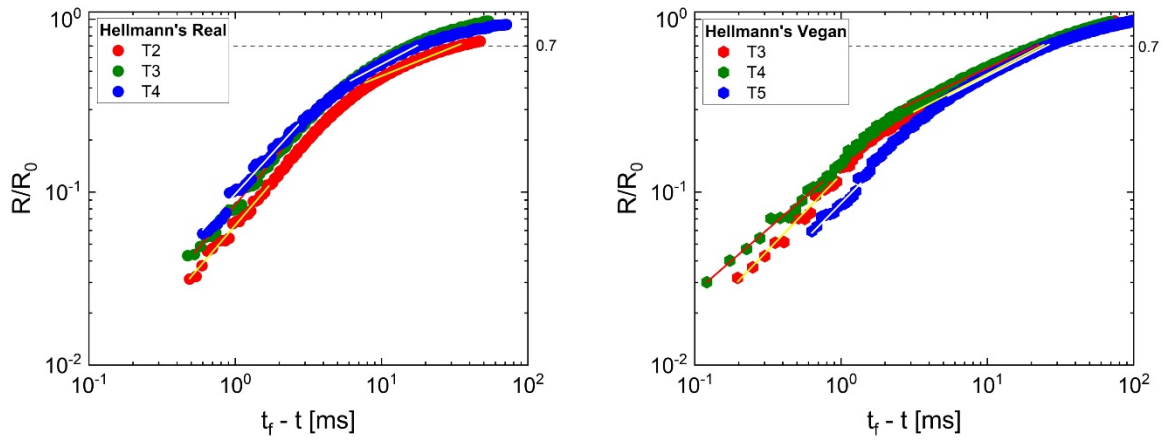 Hellmann's Real
T2
T3
T4
10^0
10^-1
10^-2
0.7
R/R_0
10^-1
10^0
10^1
10^2
t_f - t [ms]
Hellmann's Vegan
T3
T4
T5
10^0
10^-1
10^-2
0.7
R/R_0
10^-1
10^0
10^1
10^2
t_f - t [ms]